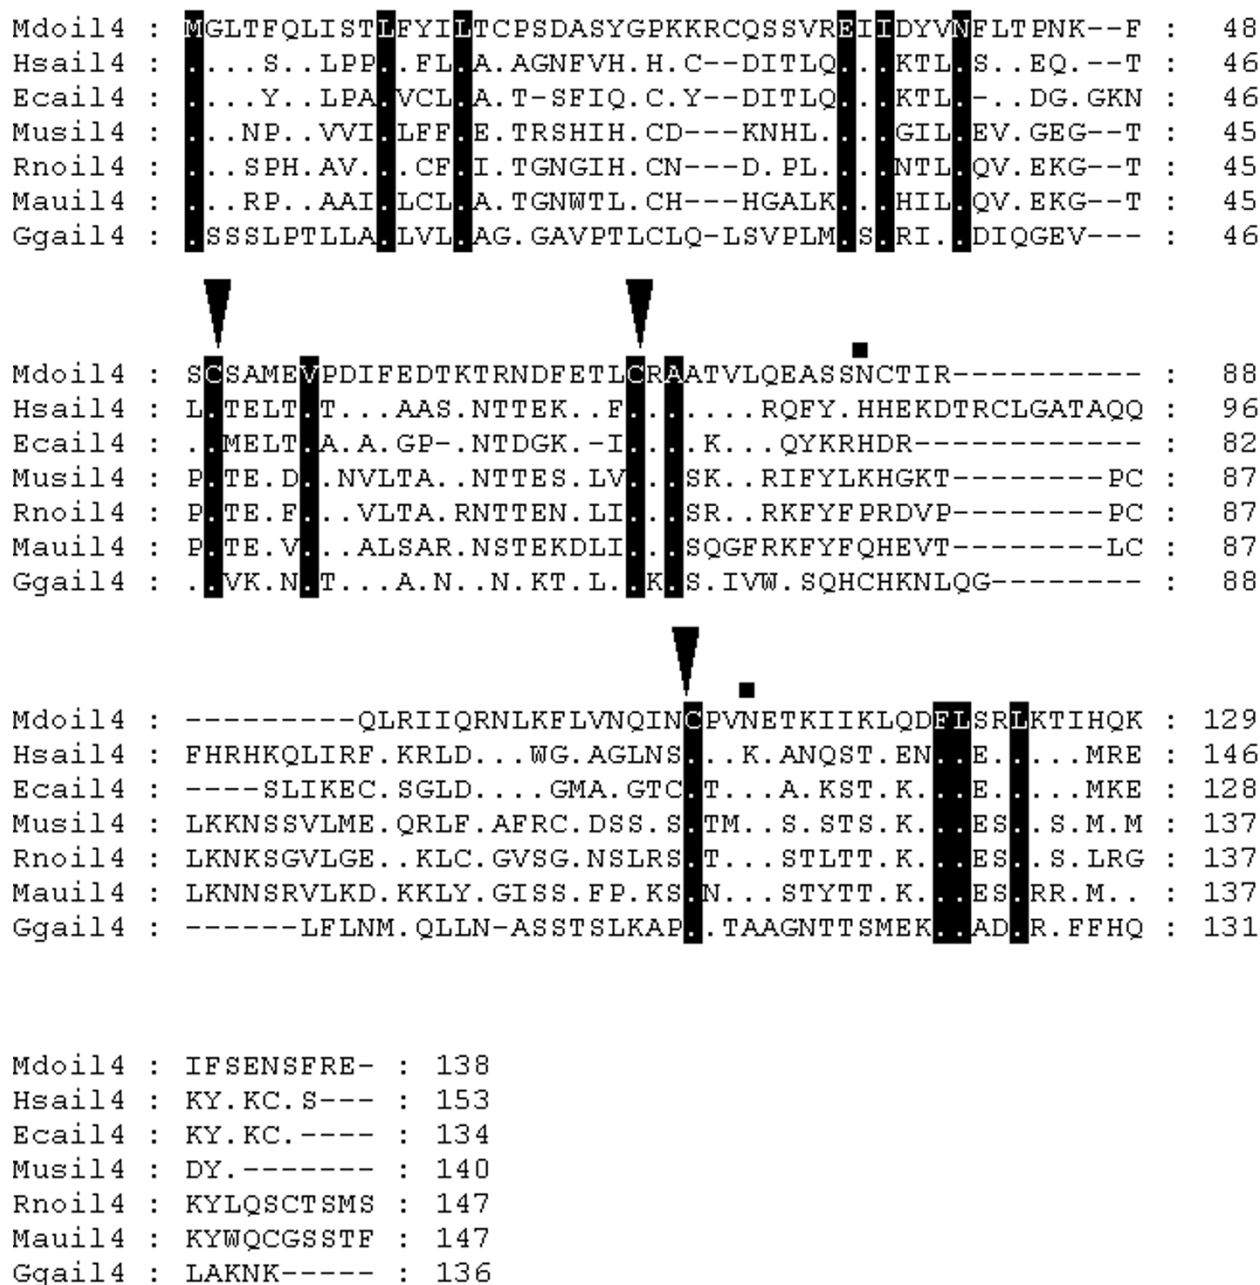 Mdoil4 : MGLTFQLISTLFYILTCPSDASYGPKKRCQSSVREIIDYVNFLTPNK--F : 48
Hsail4 : ....S..LPP.FL.A.AGNFVH.H.C--DITLQ...KTL.S..EQ.--T : 46
Ecail4 : ....Y..LPA.VCL.A.T-SFIQ.C.Y--DITLQ...KTL.-..DG.GKN : 46
Musil4 : ...NP..VVI.LFF.E.TRSHIH.CD---KNHL....GIL.EV.GEG--T : 45
Rnoil4 : ...SPH.AV...CF.I.TGNGIH.CN---D.PL....NTL.QV.EKG--T : 45
Mauil4 : ...RP..AAI.LCL.A.TGNWTL.CH---HGALK...HIL.QV.EKG--T : 45
Ggail4 : .SSSLPTLLA.LVL.AG.GAVPTLCLQ-LSVPLM.S.RI..DIQGEV--- : 46
Mdoil4 : SCSAMEVPDIFEDTKTRNDFETLCRAATVLQEASSNCTIR---------- : 88
Hsail4 : L.TELT.T...AAS.NTTEK..F.......RQFY.HHEKDTRCLGATAQQ : 96
Ecail4 : ..MELT.A.A.GP-.NTDGK.-I....K...QYKRHDR------------ : 82
Musil4 : P.TE.D..NVLTA..NTTES.LV...SK..RIFYLKHGKT--------PC : 87
Rnoil4 : P.TE.F...VLTA.RNTTEN.LI...SR..RKFYFPRDVP--------PC : 87
Mauil4 : P.TE.V...ALSAR.NSTEKDLI...SQGFRKFYFQHEVT--------LC : 87
Ggail4 : ..VK.N.T...A.N..N.KT.L..K.S.IVW.SQHCHKNLQG-------- : 88
Mdoil4 : ---------QLRIIQRNLKFLVNQINCPVNETKIIKLQDFLSRLKTIHQK : 129
Hsail4 : FHRHKQLIRF.KRLD...WG.AGLNS...K.ANQST.EN..E.....MRE : 146
Ecail4 : ----SLIKEC.SGLD....GMA.GTC.T...A.KST.K...E.....MKE : 128
Musil4 : LKKNSSVLME.QRLF.AFRC.DSS.S.TM..S.STS.K...ES..S.M.M : 137
Rnoil4 : LKNKSGVLGE..KLC.GVSG.NSLRS.T...STLTT.K...ES..S.LRG : 137
Mauil4 : LKNNSRVLKD.KKLY.GISS.FP.KS.N...STYTT.K...ES.RR.M.. : 137
Ggail4 : ------LFLNM.QLLN-ASSTSLKAP..TAAGNTTSMEK..AD.R.FFHQ : 131
Mdoil4 : IFSENSFRE- : 138
Hsail4 : KY.KC.S--- : 153
Ecail4 : KY.KC.---- : 134
Musil4 : DY.------- : 140
Rnoil4 : KYLQSCTSMS : 147
Mauil4 : KYWQCGSSTF : 147
Ggail4 : LAKNK----- : 136